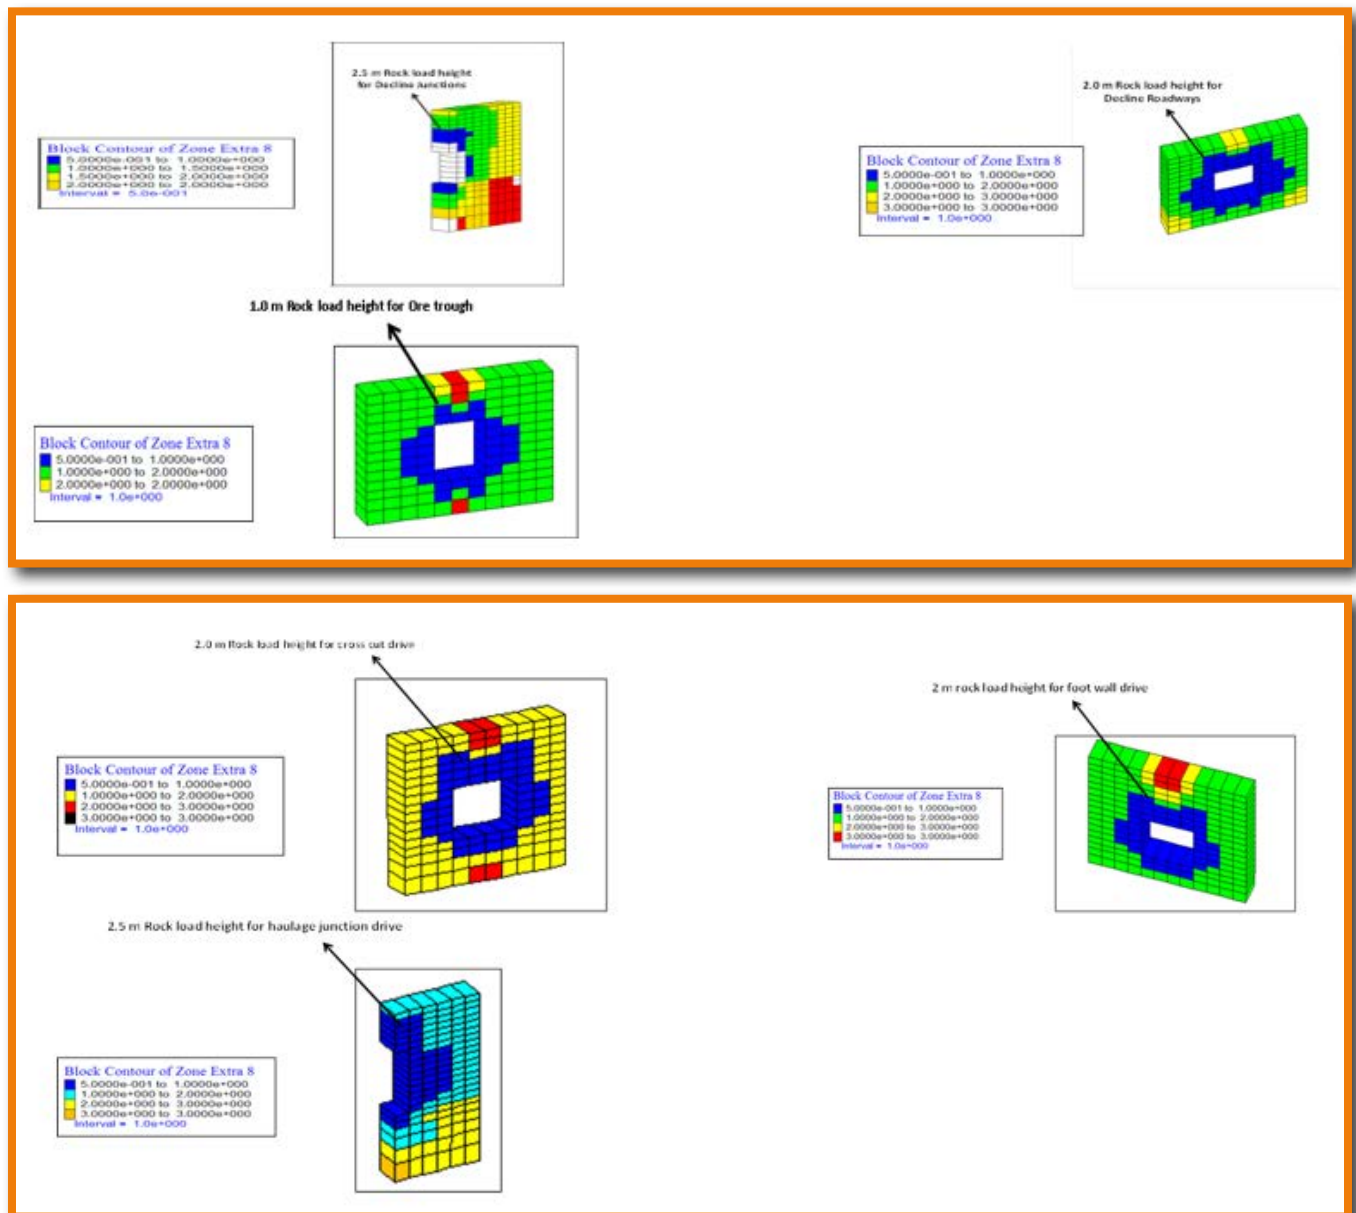 2.5 m Rock load height
for Decline Junctions
Block Contour of Zone Extra 8
5.0000e-001 to 1.0000e+000
1.0000e+000 to 1.5000e+000
1.5000e+000 to 2.0000e+000
2.0000e+000 to 2.0000e+000
Interval = 5.0e-001
2.0 m Rock load height for
Decline Roadways
Block Contour of Zone Extra 8
5.0000e-001 to 1.0000e+000
1.0000e+000 to 2.0000e+000
2.0000e+000 to 3.0000e+000
3.0000e+000 to 3.0000e+000
Interval = 1.0e+000
1.0 m Rock load height for Ore trough
Block Contour of Zone Extra 8
5.0000e-001 to 1.0000e+000
1.0000e+000 to 2.0000e+000
2.0000e+000 to 2.0000e+000
Interval = 1.0e+000
2.0 m Rock load height for cross cut drive
Block Contour of Zone Extra 8
5.0000e-001 to 1.0000e+000
1.0000e+000 to 2.0000e+000
2.0000e+000 to 3.0000e+000
3.0000e+000 to 3.0000e+000
Interval = 1.0e+000
2 m rock load height for foot wall drive
Block Contour of Zone Extra 8
5.0000e-001 to 1.0000e+000
1.0000e+000 to 2.0000e+000
2.0000e+000 to 3.0000e+000
3.0000e+000 to 3.0000e+000
Interval = 1.0e+000
2.5 m Rock load height for haulage junction drive
Block Contour of Zone Extra 8
5.0000e-001 to 1.0000e+000
1.0000e+000 to 2.0000e+000
2.0000e+000 to 3.0000e+000
3.0000e+000 to 3.0000e+000
Interval = 1.0e+000